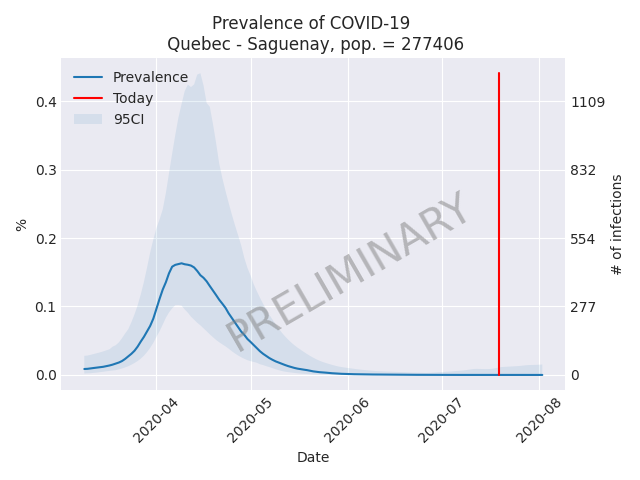 Prevalence of COVID-19
Quebec - Saguenay, pop. = 277406
Prevalence
Today
95CI
0.4
0.3
0.2
0.1
0.0
%
1109
832
554
277
0
# of infections
PRELIMINARY
2020-04
2020-05
2020-06
2020-07
2020-08
Date